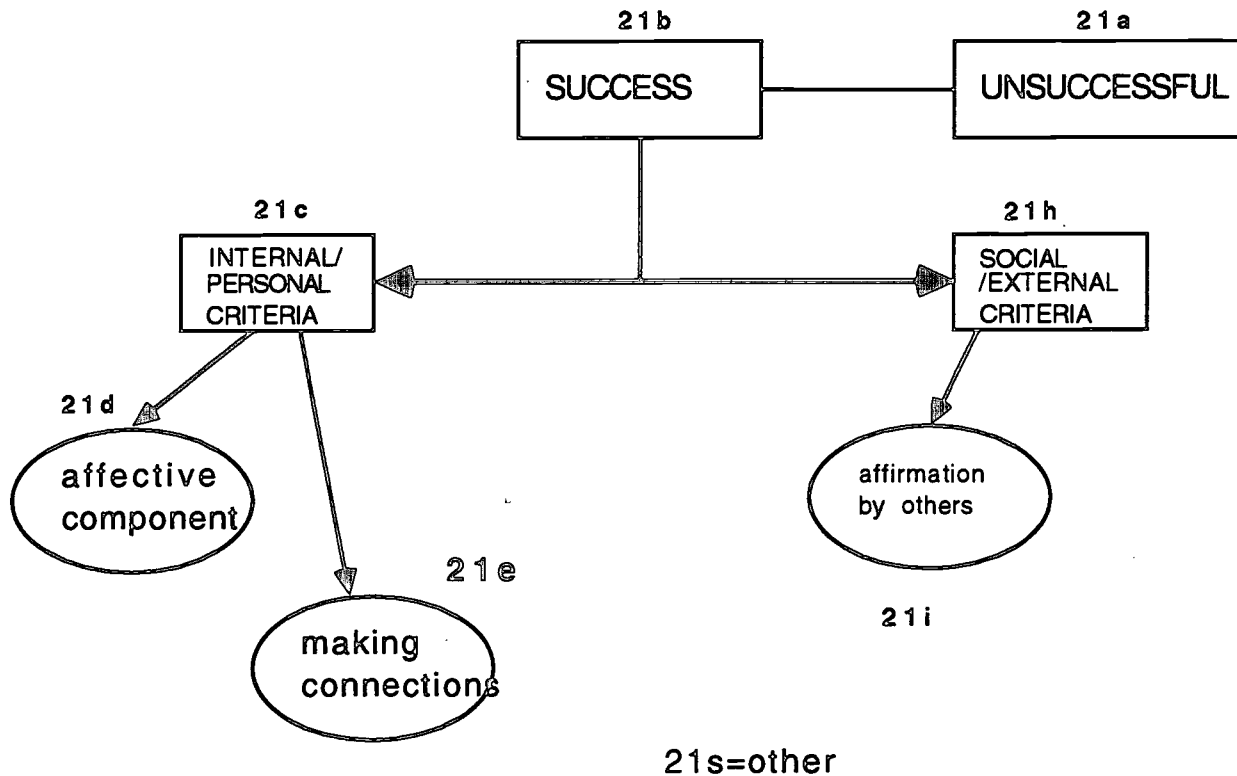 21b
21a
SUCCESS
UNSUCCESSFUL
21c
21h
INTERNAL/
PERSONAL
CRITERIA
SOCIAL
/EXTERNAL
CRITERIA
21d
affective
component
affirmation
by others
21e
21i
making
connections
21s=other